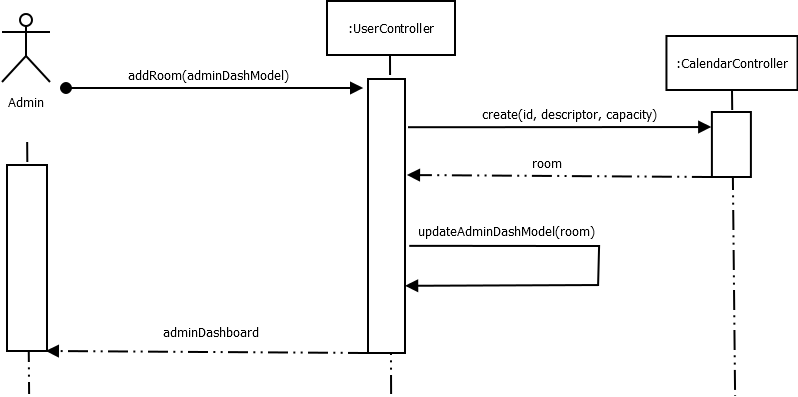 :UserController
:CalendarController
addRoom(adminDashModel)
Admin
create(id, descriptor, capacity)
room
updateAdminDashModel(room)
adminDashboard